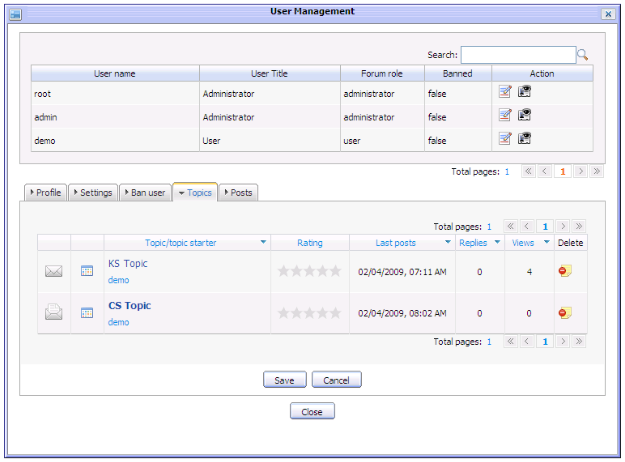 User Management
Search:
User name User Title Forum role Banned Action
root Administrator administrator false
admin Administrator administrator false
demo User user false
Total pages: 1 1
Profile Settings Ban user Topics Posts
Total pages: 1 1
Topic/topic starter Rating Last posts Replies Views Delete
KS Topic
demo
02/04/2009, 07:11 AM 0 4
CS Topic
demo
02/04/2009, 08:02 AM 0 0
Total pages: 1 1
Save Cancel
Close